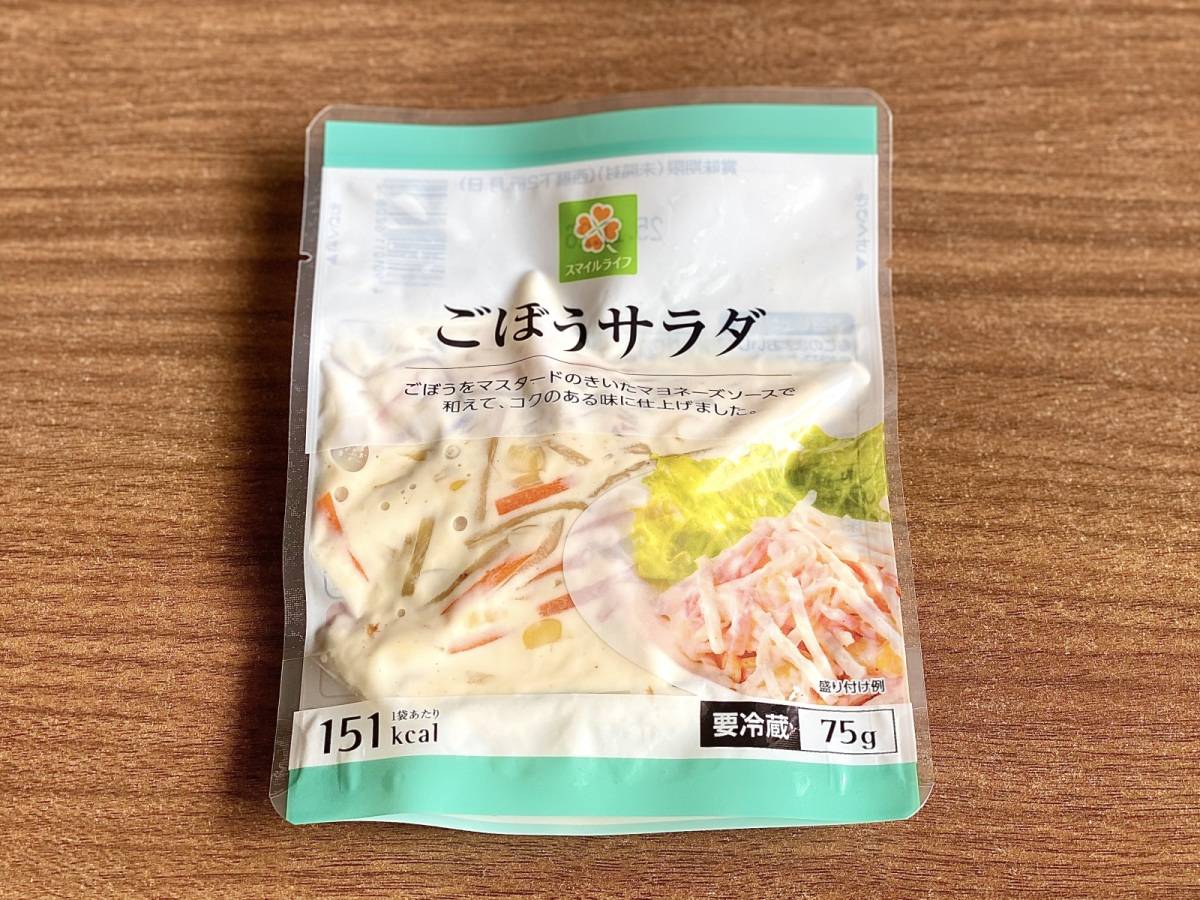 スマイルライフ
ごぼうサラダ
ごぼうをマスタードのきいたマヨネーズソースで
和えて、コクのある味に仕上げました。
盛り付け例
151 1袋あたり kcal
要冷蔵 75g